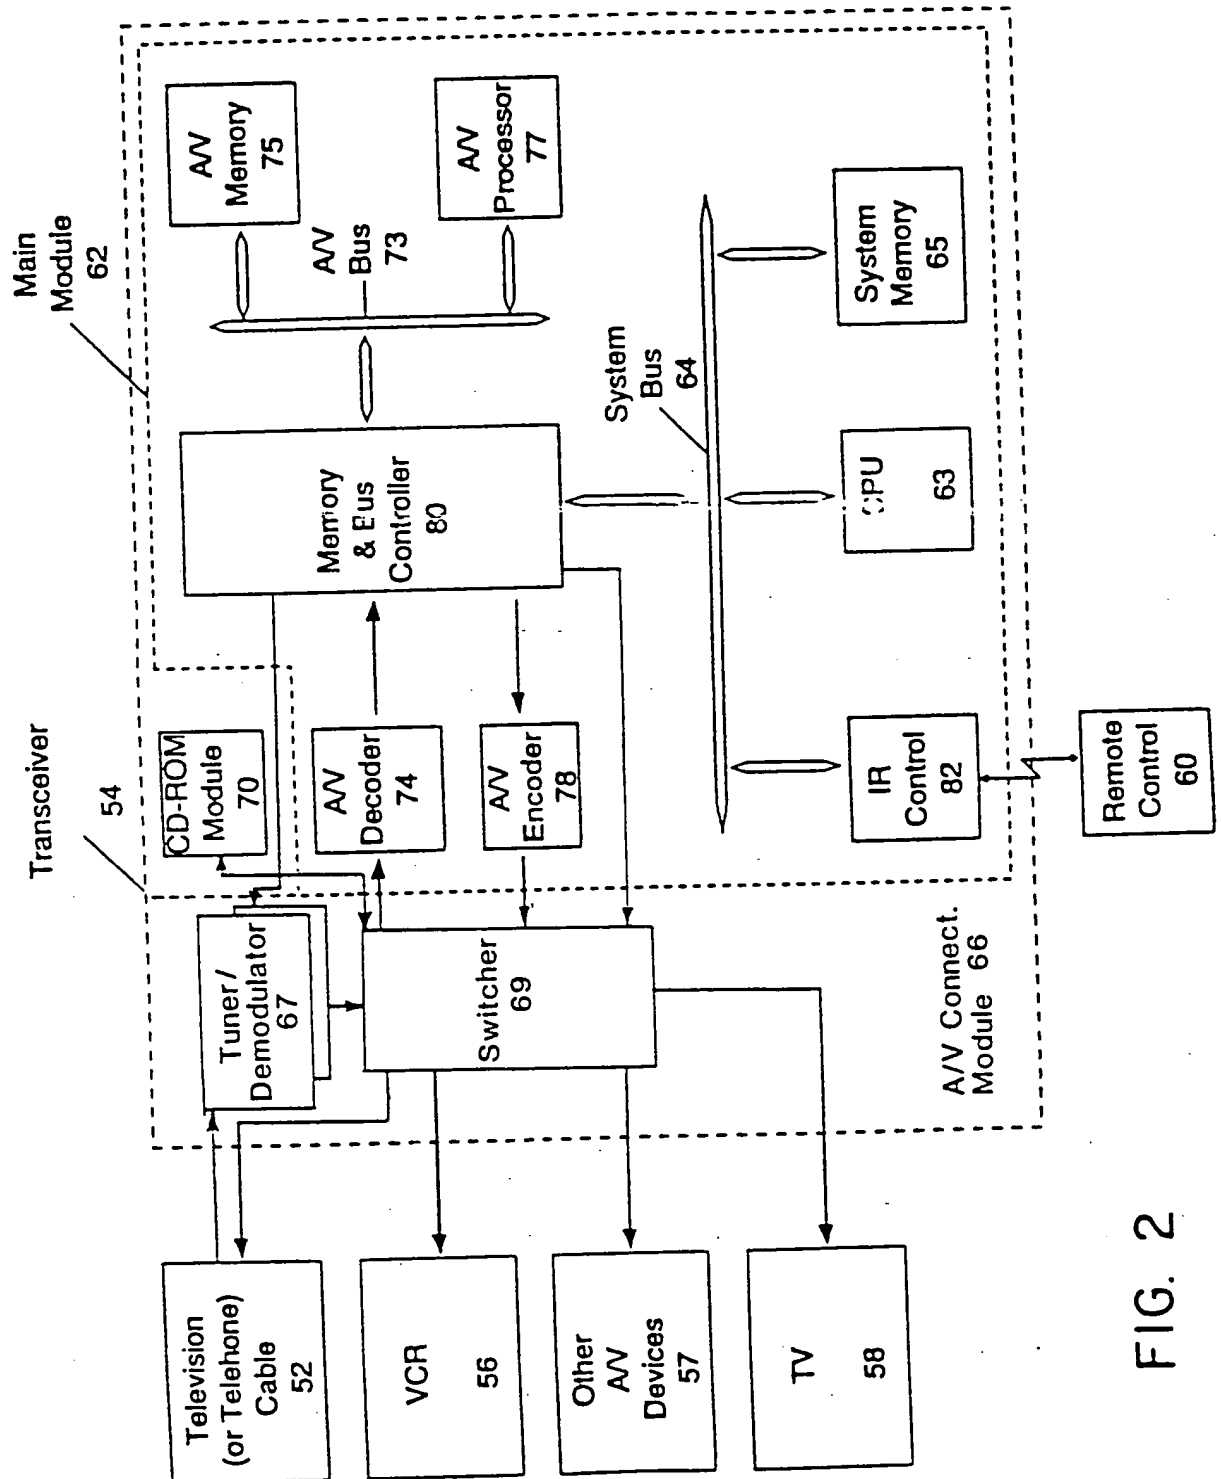 Main
Module
62
Transceiver
54
A/V
Memory
75
A/V
Bus
73
A/V
Processor
77
Memory
& Bus
Controller
80
System
Bus
64
System
Memory
65
CPU
63
IR
Control
82
Remote
Control
60
CD-ROM
Module
70
A/V
Decoder
74
A/V
Encoder
78
Tuner/
Demodulator
67
Switcher
69
A/V Connect.
Module 66
Television
(or Telehone)
Cable
52
VCR
56
Other
A/V
Devices
57
TV
58
FIG. 2